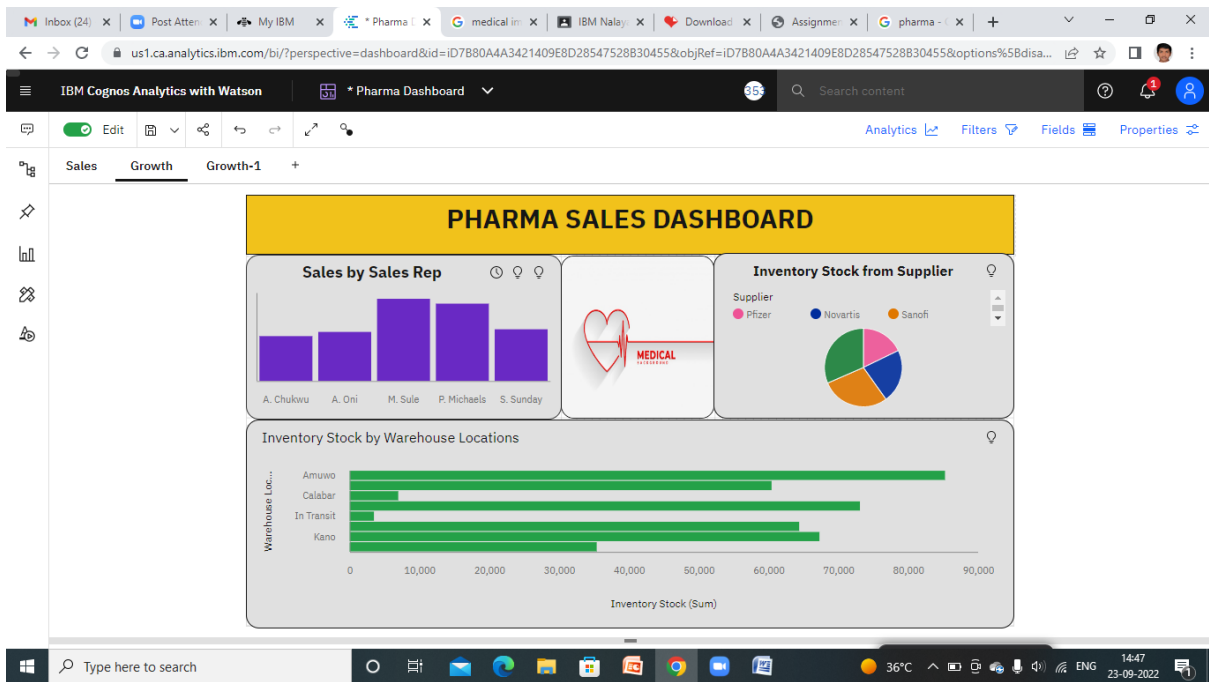 Inbox (24)
Post Atten
My IBM
* Pharma D
medical im
IBM Nalay
Download
Assignmen
pharma - G
us1.ca.analytics.ibm.com/bi/?perspective=dashboard&id=iD7B80A4A3421409E8D28547528B30455&objRef=iD7B80A4A3421409E8D28547528B30455&options%5Bdisa...
IBM Cognos Analytics with Watson
* Pharma Dashboard
353
Search content
1
Edit
Analytics
Filters
Fields
Properties
Sales
Growth
Growth-1
PHARMA SALES DASHBOARD
Sales by Sales Rep
A. Chukwu
A. Oni
M. Sule
P. Michaels
S. Sunday
MEDICAL
Inventory Stock from Supplier
Supplier
Pfizer
Novartis
Sanofi
Inventory Stock by Warehouse Locations
Warehouse Loc...
Amuwo
Calabar
In Transit
Kano
0 10,000 20,000 30,000 40,000 50,000 60,000 70,000 80,000 90,000
Inventory Stock (Sum)
Type here to search
36°C
ENG
14:47
23-09-2022
1